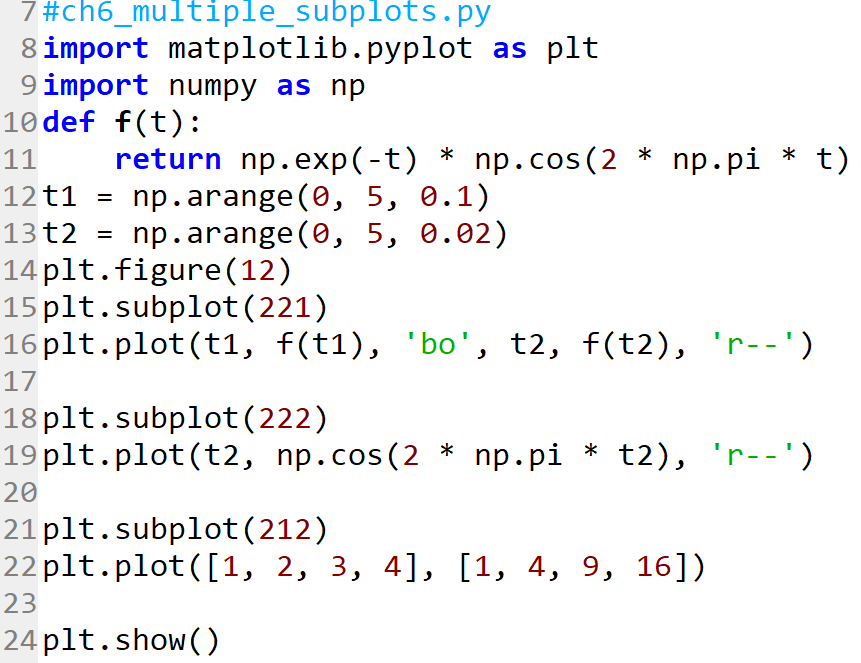 7 #ch6_multiple_subplots.py
8 import matplotlib.pyplot as plt
9 import numpy as np
10 def f(t):
11     return np.exp(-t) * np.cos(2 * np.pi * t)
12 t1 = np.arange(0, 5, 0.1)
13 t2 = np.arange(0, 5, 0.02)
14 plt.figure(12)
15 plt.subplot(221)
16 plt.plot(t1, f(t1), 'bo', t2, f(t2), 'r--')
17
18 plt.subplot(222)
19 plt.plot(t2, np.cos(2 * np.pi * t2), 'r--')
20
21 plt.subplot(212)
22 plt.plot([1, 2, 3, 4], [1, 4, 9, 16])
23
24 plt.show()